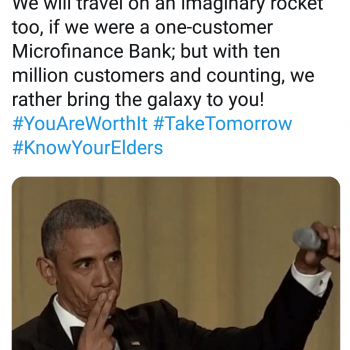 We will travel on an imaginary rocket
too, if we were a one-customer
Microfinance Bank; but with ten
million customers and counting, we
rather bring the galaxy to you!
#YouAreWorthIt #TakeTomorrow
#KnowYourElders